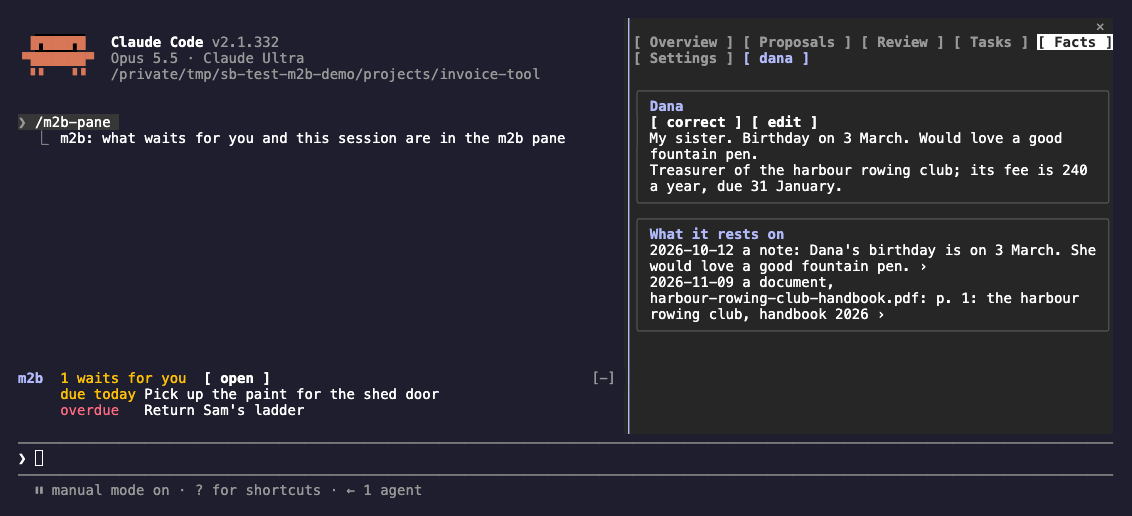 Claude Code v2.1.332
Opus 5.5 · Claude Ultra
/private/tmp/sb-test-m2b-demo/projects/invoice-tool
❯ /m2b-pane
⎿ m2b: what waits for you and this session are in the m2b pane
m2b 1 waits for you [ open ] [−]
due today Pick up the paint for the shed door
overdue Return Sam's ladder
×
[ Overview ] [ Proposals ] [ Review ] [ Tasks ] [ Facts ]
[ Settings ] [ dana ]
Dana
[ correct ] [ edit ]
My sister. Birthday on 3 March. Would love a good
fountain pen.
Treasurer of the harbour rowing club; its fee is 240
a year, due 31 January.
What it rests on
2026-10-12 a note: Dana's birthday is on 3 March. She
would love a good fountain pen. ›
2026-11-09 a document,
harbour-rowing-club-handbook.pdf: p. 1: the harbour
rowing club, handbook 2026 ›
❯
⏸ manual mode on · ? for shortcuts · ← 1 agent